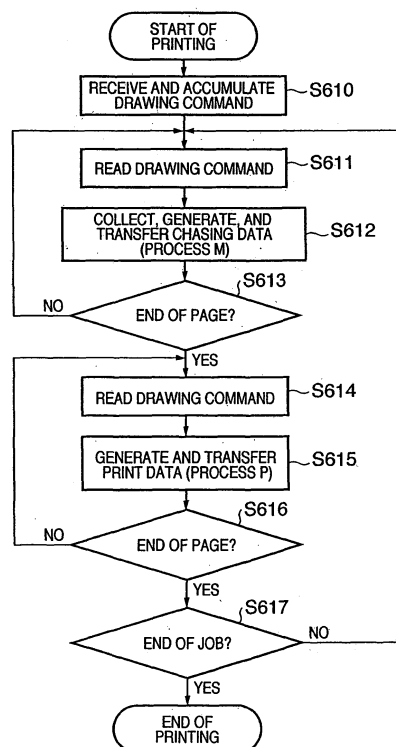 START OF
PRINTING
RECEIVE AND ACCUMULATE
DRAWING COMMAND
S610
READ DRAWING COMMAND
S611
COLLECT, GENERATE, AND
TRANSFER CHASING DATA
(PROCESS M)
S612
S613
END OF PAGE?
NO
YES
READ DRAWING COMMAND
S614
GENERATE AND TRANSFER
PRINT DATA (PROCESS P)
S615
S616
END OF PAGE?
NO
YES
S617
END OF JOB?
NO
YES
END OF
PRINTING